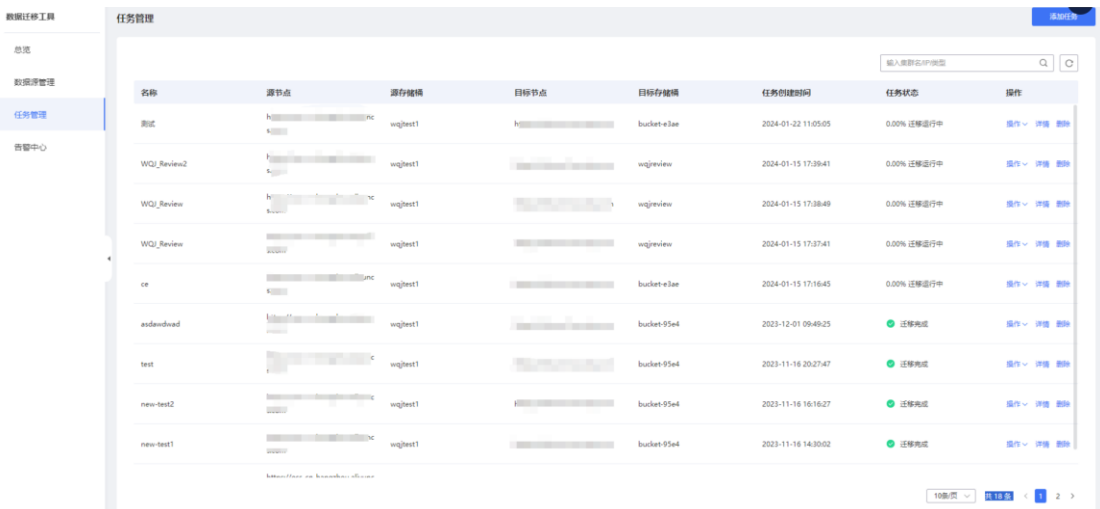 数据迁移工具
任务管理
添加任务
总览
数据源管理
任务管理
告警中心
输入集群名/IP/类型
名称 源节点 源存储桶 目标节点 目标存储桶 任务创建时间 任务状态 操作
测试 wqjtest1 bucket-e3ae 2024-01-22 11:05:05 0.00% 迁移运行中 操作 详情 删除
WQJ_Review2 wqjtest1 wqjreview 2024-01-15 17:39:41 0.00% 迁移运行中 操作 详情 删除
WQJ_Review wqjtest1 wqjreview 2024-01-15 17:38:49 0.00% 迁移运行中 操作 详情 删除
WQJ_Review wqjtest1 wqjreview 2024-01-15 17:37:41 0.00% 迁移运行中 操作 详情 删除
ce wqjtest1 bucket-e3ae 2024-01-15 17:16:45 0.00% 迁移运行中 操作 详情 删除
asdawdwad wqjtest1 bucket-95e4 2023-12-01 09:49:25 迁移完成 操作 详情 删除
test wqjtest1 bucket-95e4 2023-11-16 20:27:47 迁移完成 操作 详情 删除
new-test2 wqjtest1 bucket-95e4 2023-11-16 16:16:27 迁移完成 操作 详情 删除
new-test1 wqjtest1 bucket-95e4 2023-11-16 14:30:02 迁移完成 操作 详情 删除
10条/页 共 18 条 1 2